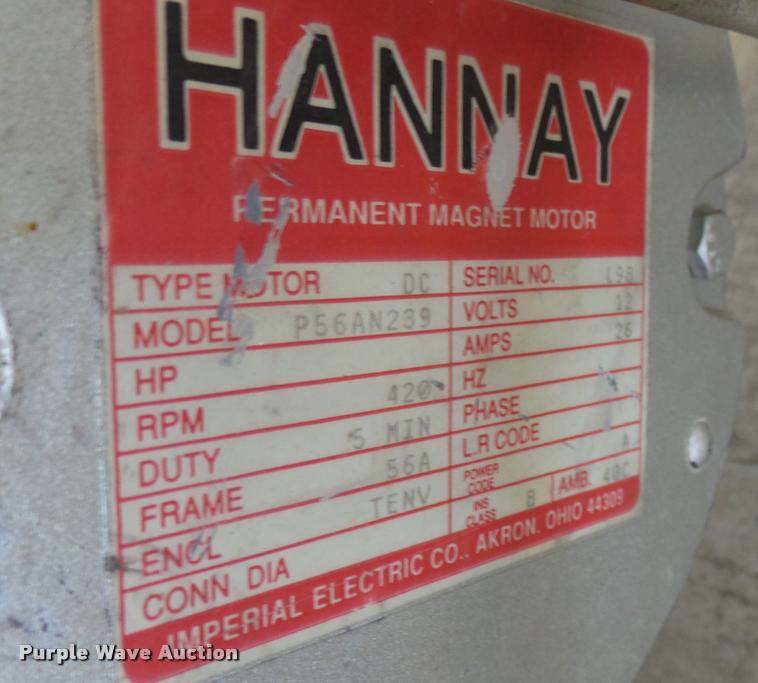 HANNAY
PERMANENT MAGNET MOTOR
TYPE MOTOR DC
MODEL P56AN239
HP
RPM 420
DUTY 5 MIN
FRAME 56A
ENCL TENV
CONN DIA
SERIAL NO. L98
VOLTS 12
AMPS 26
HZ
PHASE
L.R CODE
POWER CODE A
INS CLASS B AMB. 40C
IMPERIAL ELECTRIC CO., AKRON, OHIO 44309
Purple Wave Auction